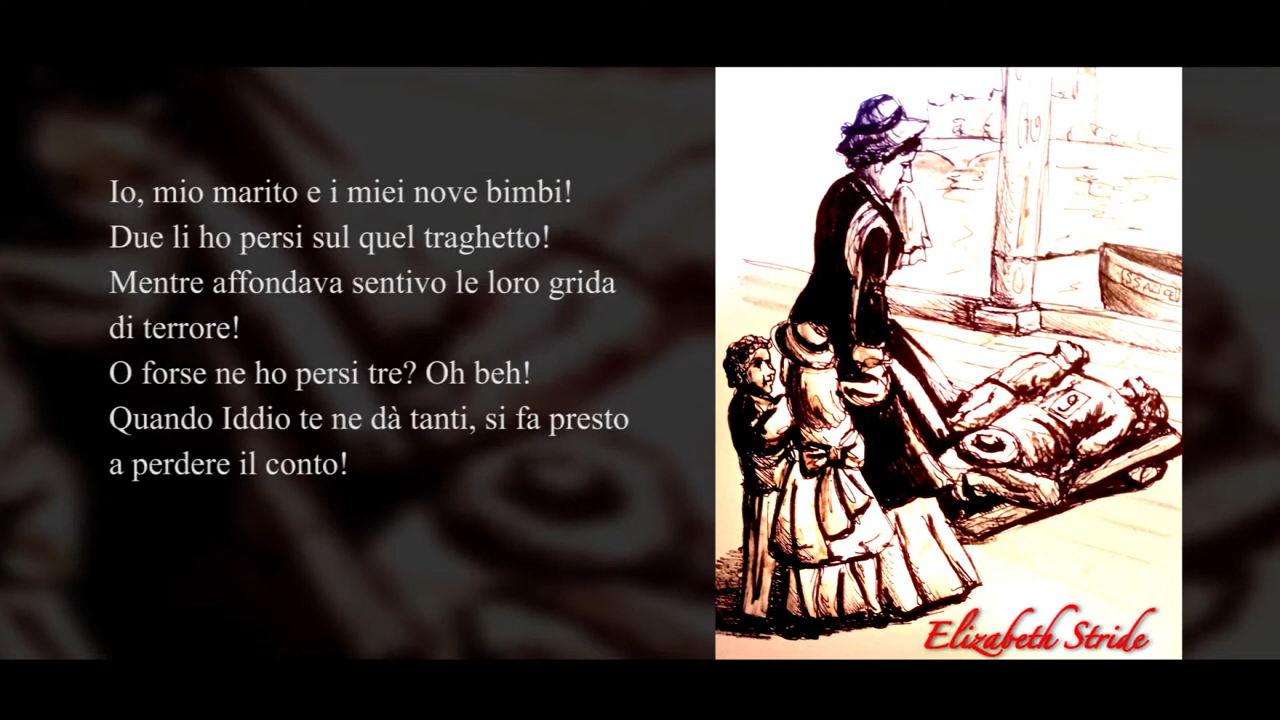 Io, mio marito e i miei nove bimbi!
Due li ho persi sul quel traghetto!
Mentre affondava sentivo le loro grida
di terrore!
O forse ne ho persi tre? Oh beh!
Quando Iddio te ne dà tanti, si fa presto
a perdere il conto!
Elizabeth Stride